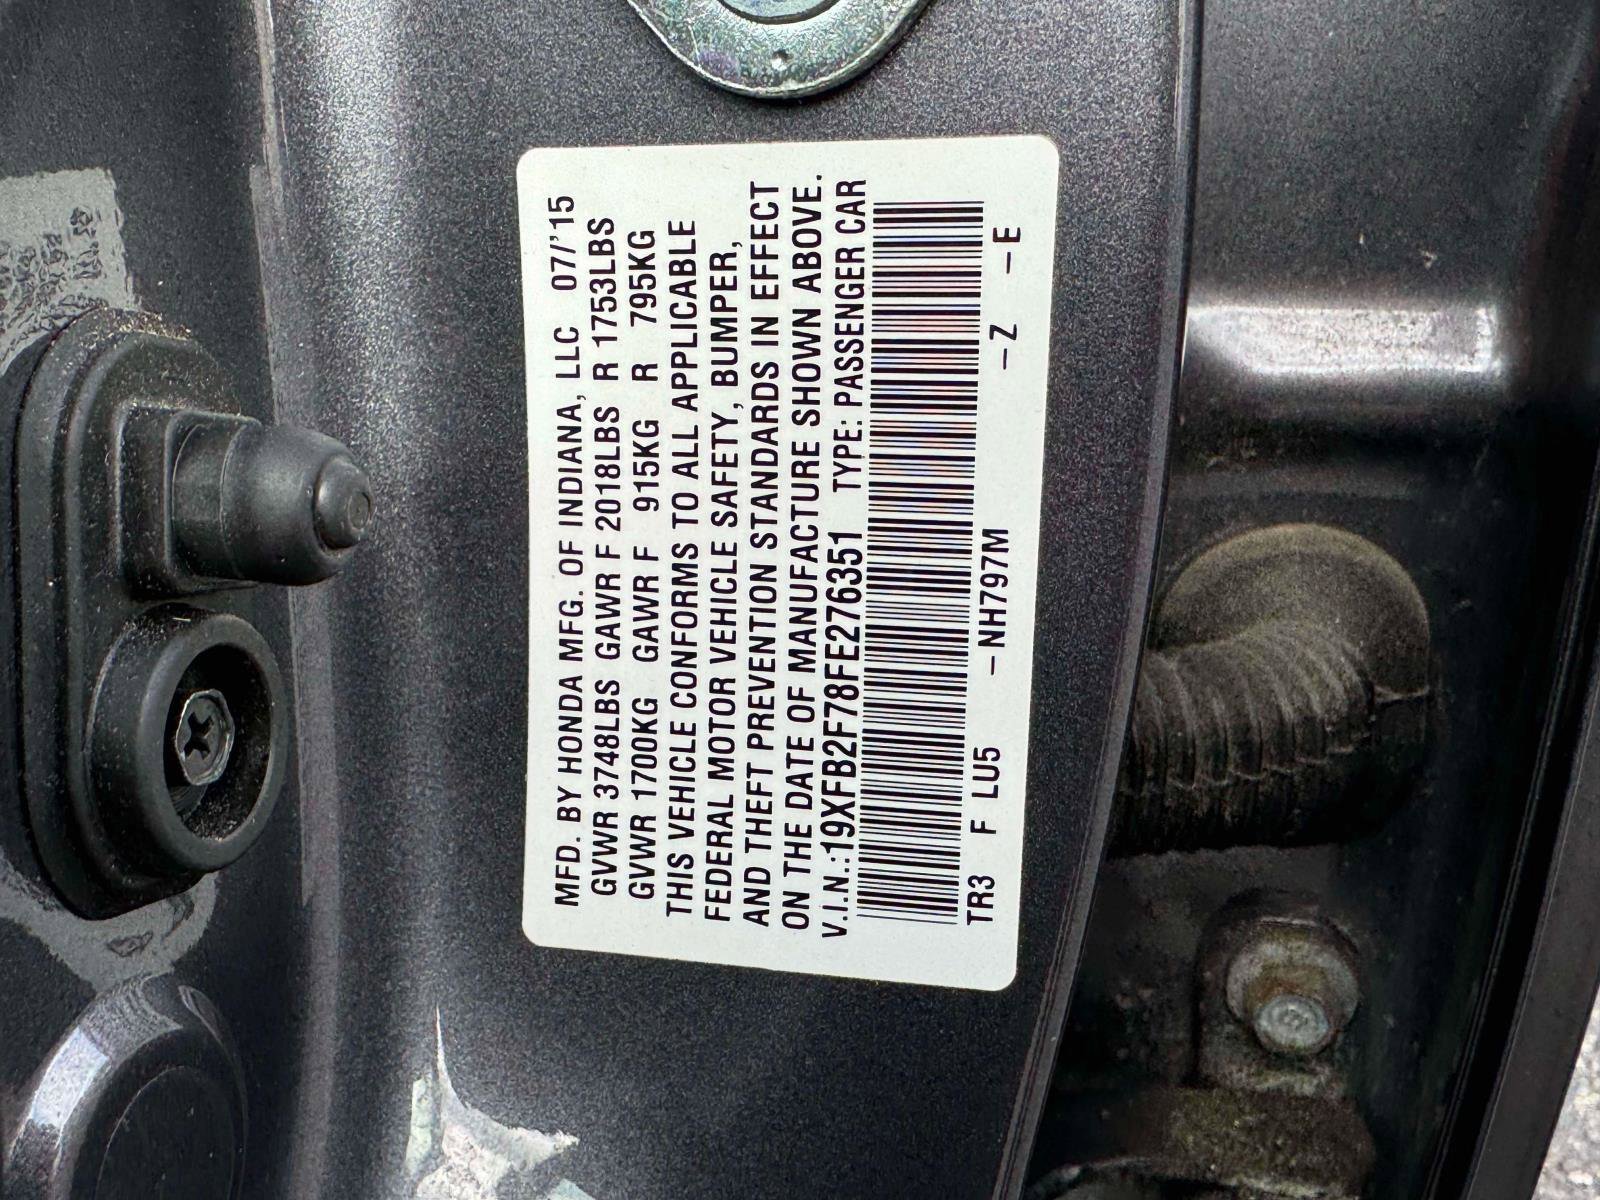 MFD. BY HONDA MFG. OF INDIANA, LLC 07/'15
GVWR 3748LBS GAWR F 2018LBS R 1753LBS
GVWR 1700KG GAWR F 915KG R 795KG
THIS VEHICLE CONFORMS TO ALL APPLICABLE
FEDERAL MOTOR VEHICLE SAFETY, BUMPER,
AND THEFT PREVENTION STANDARDS IN EFFECT
ON THE DATE OF MANUFACTURE SHOWN ABOVE.
V.I.N.:19XFB2F78FE276351 TYPE: PASSENGER CAR
TR3 F LU5 -NH797M -Z -E